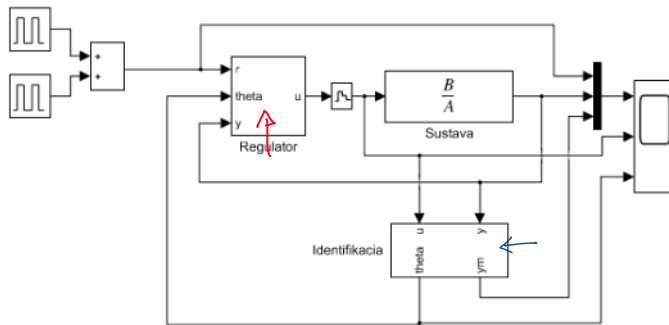 +
+
r
theta
y
u
Regulator
B
A
Sustava
Identifikacia
u
y
theta
ym